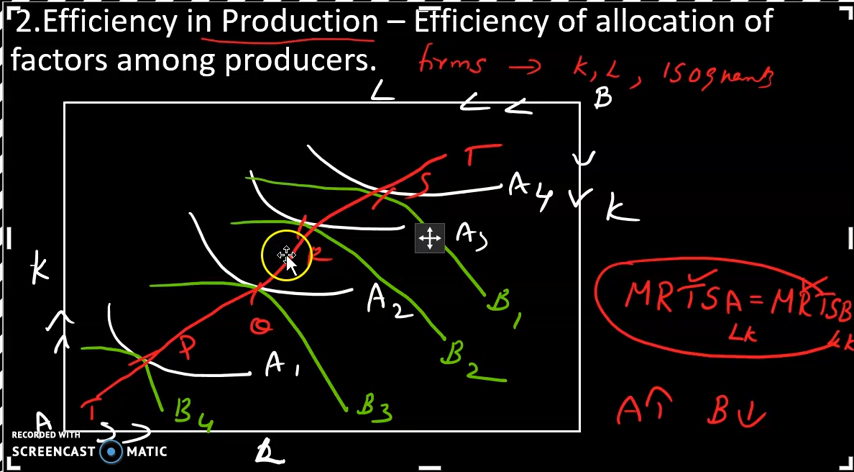 2.Efficiency in Production – Efficiency of allocation of
factors among producers.
firms → K, L, isoquants
L
B
T
S
A4
K
A3
R
K
A2
B1
MRTSA = MRTSB
LK
LK
Q
B2
P
A1
A↑ B↓
T
B4
B3
A
RECORDED WITH
SCREENCAST MATIC
L